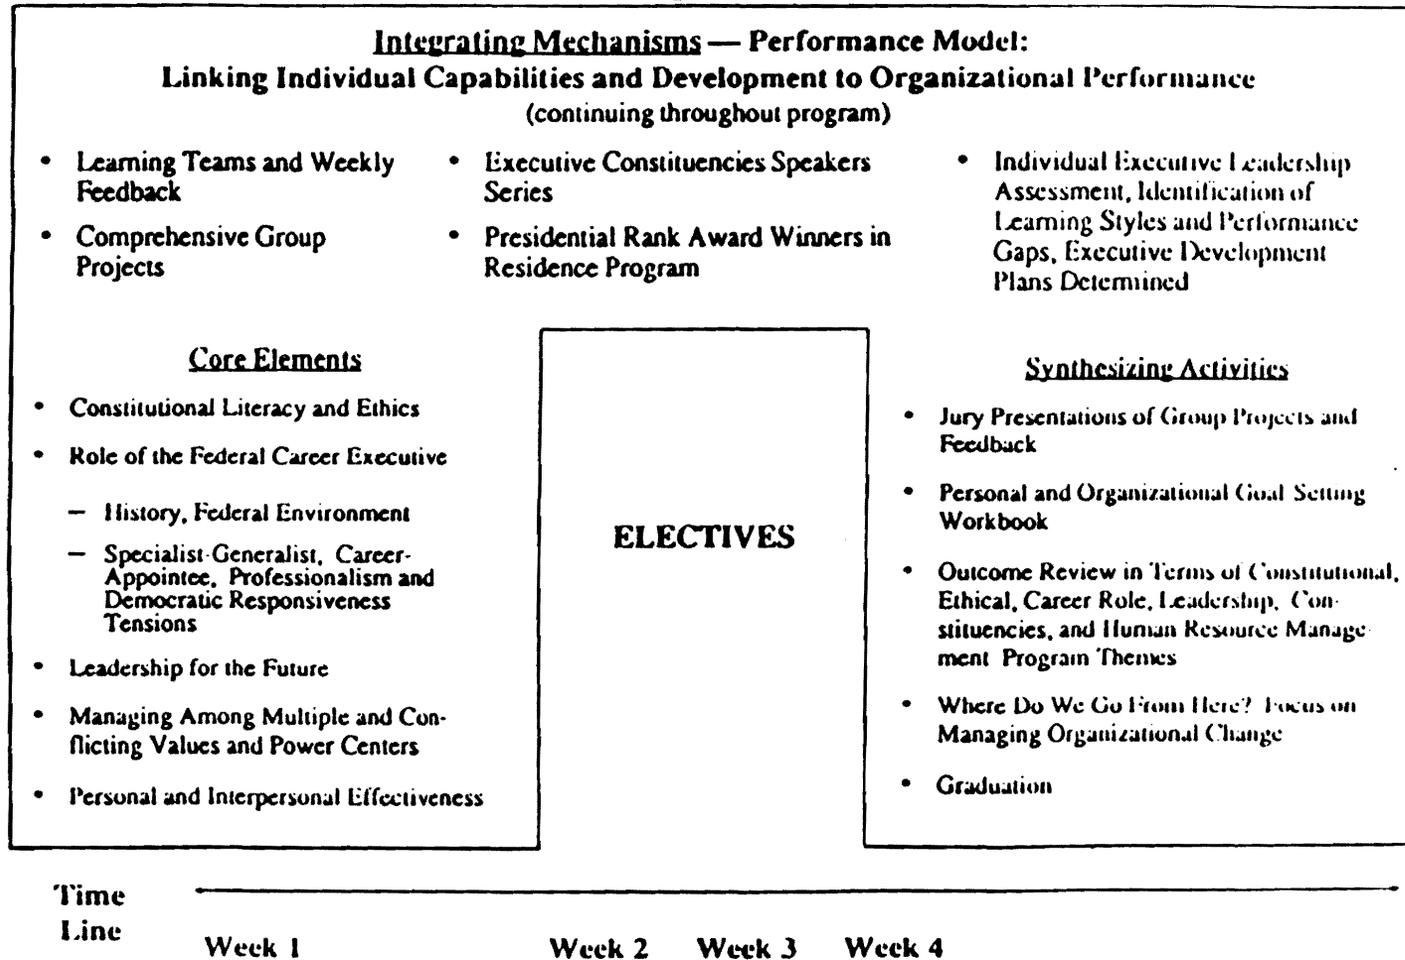 Integrating Mechanisms — Performance Model:
Linking Individual Capabilities and Development to Organizational Performance
(continuing throughout program)
• Learning Teams and Weekly
Feedback
• Comprehensive Group
Projects
• Executive Constituencies Speakers
Series
• Presidential Rank Award Winners in
Residence Program
• Individual Executive Leadership
Assessment, Identification of
Learning Styles and Performance
Gaps, Executive Development
Plans Determined
Core Elements
• Constitutional Literacy and Ethics
• Role of the Federal Career Executive
— History, Federal Environment
— Specialist-Generalist, Career-
Appointee, Professionalism and
Democratic Responsiveness
Tensions
• Leadership for the Future
• Managing Among Multiple and Con-
flicting Values and Power Centers
• Personal and Interpersonal Effectiveness
ELECTIVES
Synthesizing Activities
• Jury Presentations of Group Projects and
Feedback
• Personal and Organizational Goal Setting
Workbook
• Outcome Review in Terms of Constitutional,
Ethical, Career Role, Leadership, Con-
stituencies, and Human Resource Manage-
ment Program Themes
• Where Do We Go From Here? Focus on
Managing Organizational Change
• Graduation
Time
Line
Week 1 Week 2 Week 3 Week 4